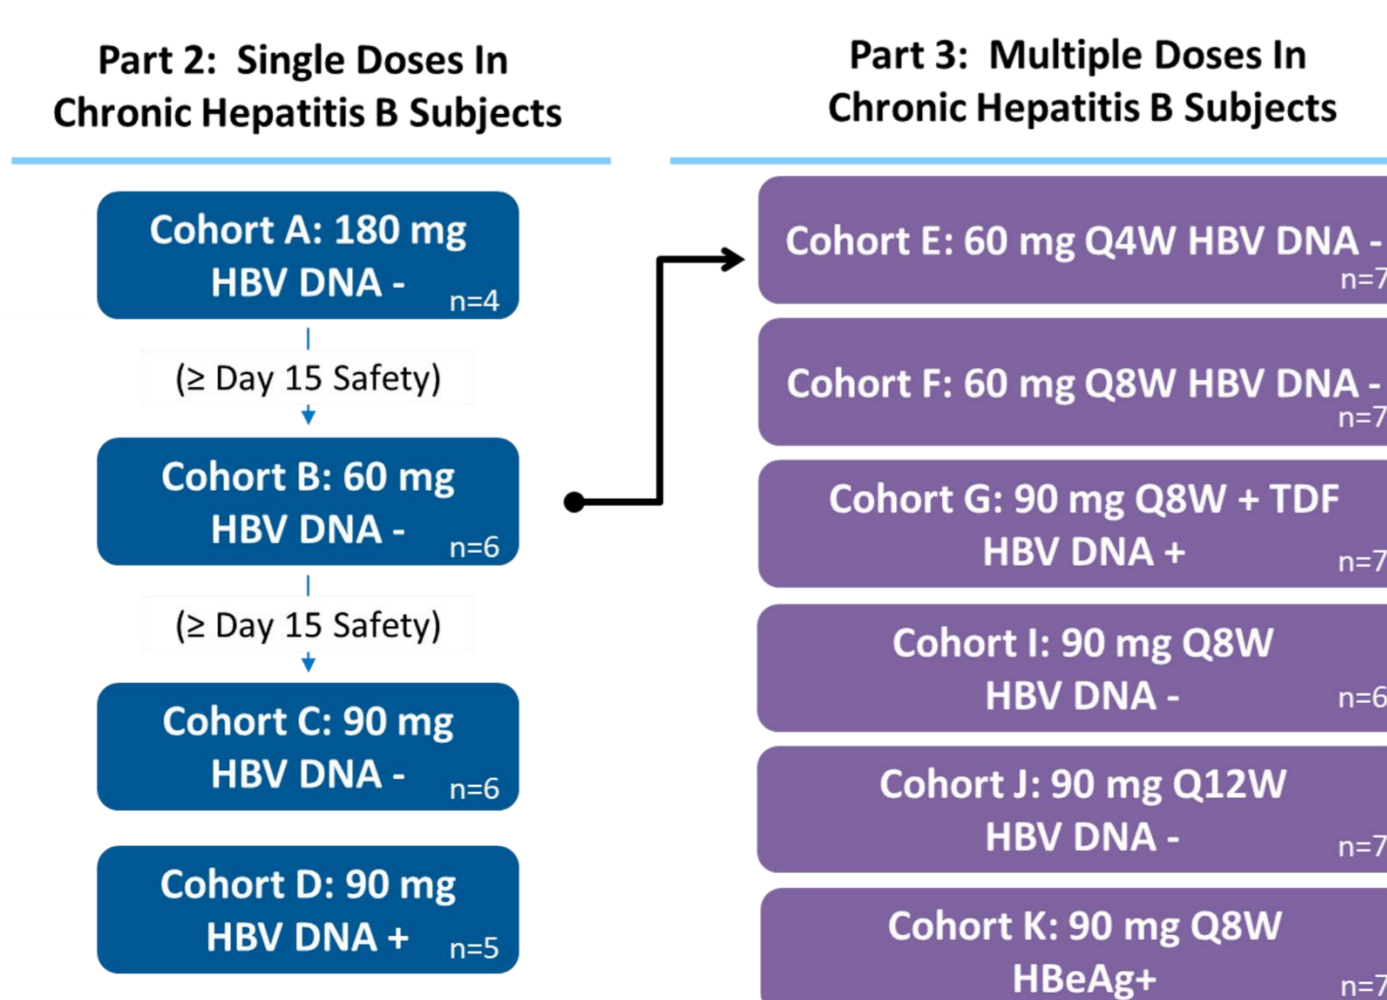 Part 2: Single Doses In
Chronic Hepatitis B Subjects
Cohort A: 180 mg
HBV DNA -
n=4
(≥ Day 15 Safety)
Cohort B: 60 mg
HBV DNA -
n=6
(≥ Day 15 Safety)
Cohort C: 90 mg
HBV DNA -
n=6
Cohort D: 90 mg
HBV DNA +
n=5
Part 3: Multiple Doses In
Chronic Hepatitis B Subjects
Cohort E: 60 mg Q4W HBV DNA -
n=7
Cohort F: 60 mg Q8W HBV DNA -
n=7
Cohort G: 90 mg Q8W + TDF
HBV DNA +
n=7
Cohort I: 90 mg Q8W
HBV DNA -
n=6
Cohort J: 90 mg Q12W
HBV DNA -
n=7
Cohort K: 90 mg Q8W
HBeAg+
n=7